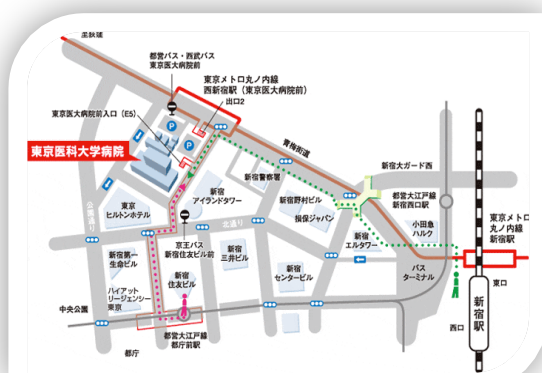 至荻窪
都営バス・西武バス
東京医大病院前
東京メトロ丸ノ内線
西新宿駅（東京医大病院前）
出口2
東京医大病院前入口（E5）
P
P
P
東京医科大学病院
青梅街道
新宿大ガード西
新宿警察署
都営大江戸線
新宿西口駅
東京
ヒルトンホテル
新宿
アイランドタワー
新宿野村ビル
損保ジャパン
小田急
ハルク
東京メトロ
丸ノ内線
新宿駅
公園通り
北通り
京王バス
新宿住友ビル前
新宿
エルタワー
新宿第一
生命ビル
新宿
三井ビル
新宿
センタービル
バス
ターミナル
東口
新宿
住友ビル
ハイアット
リージェンシー
東京
中央公園
新宿駅
西口
都営大江戸線
都庁前駅
都庁